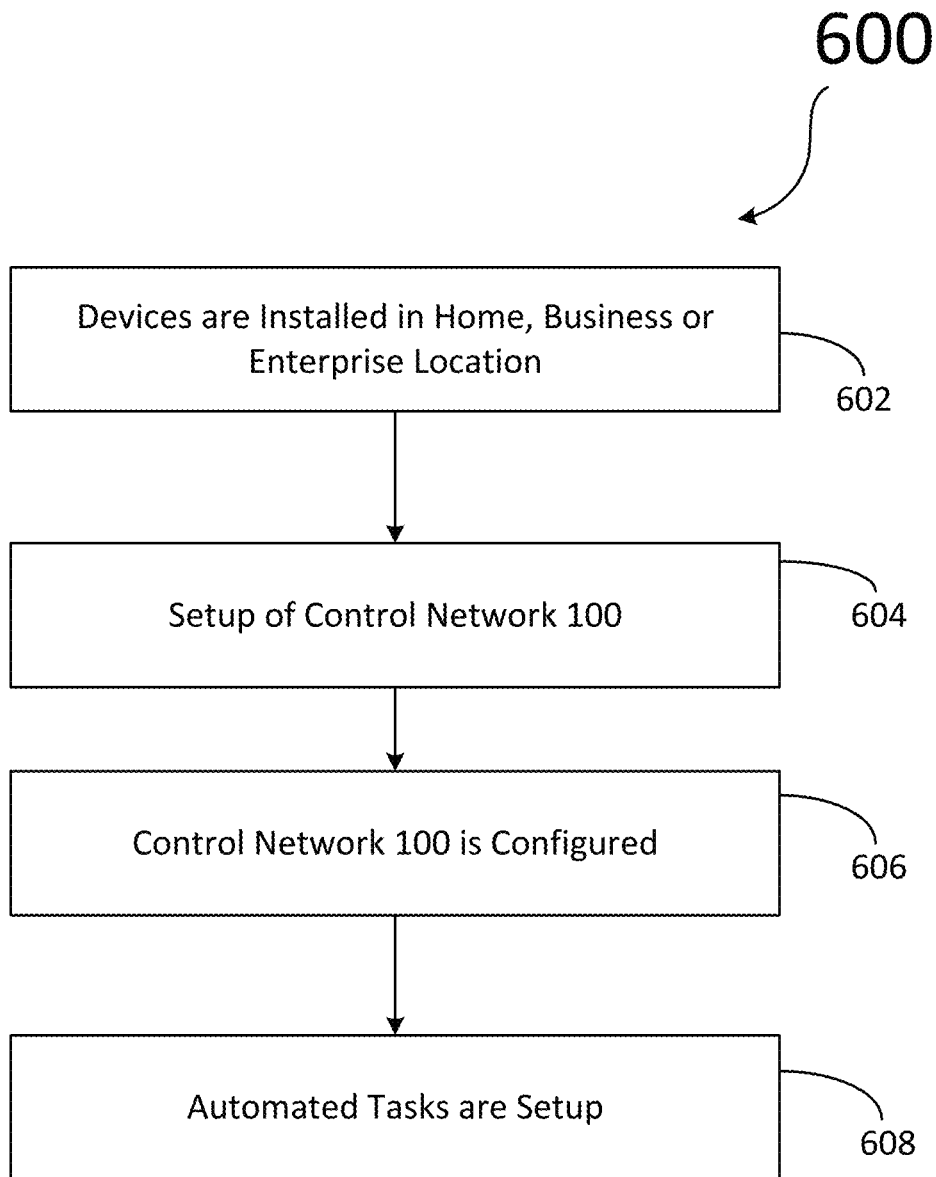 600
Devices are Installed in Home, Business or
Enterprise Location
602
Setup of Control Network 100
604
Control Network 100 is Configured
606
Automated Tasks are Setup
608